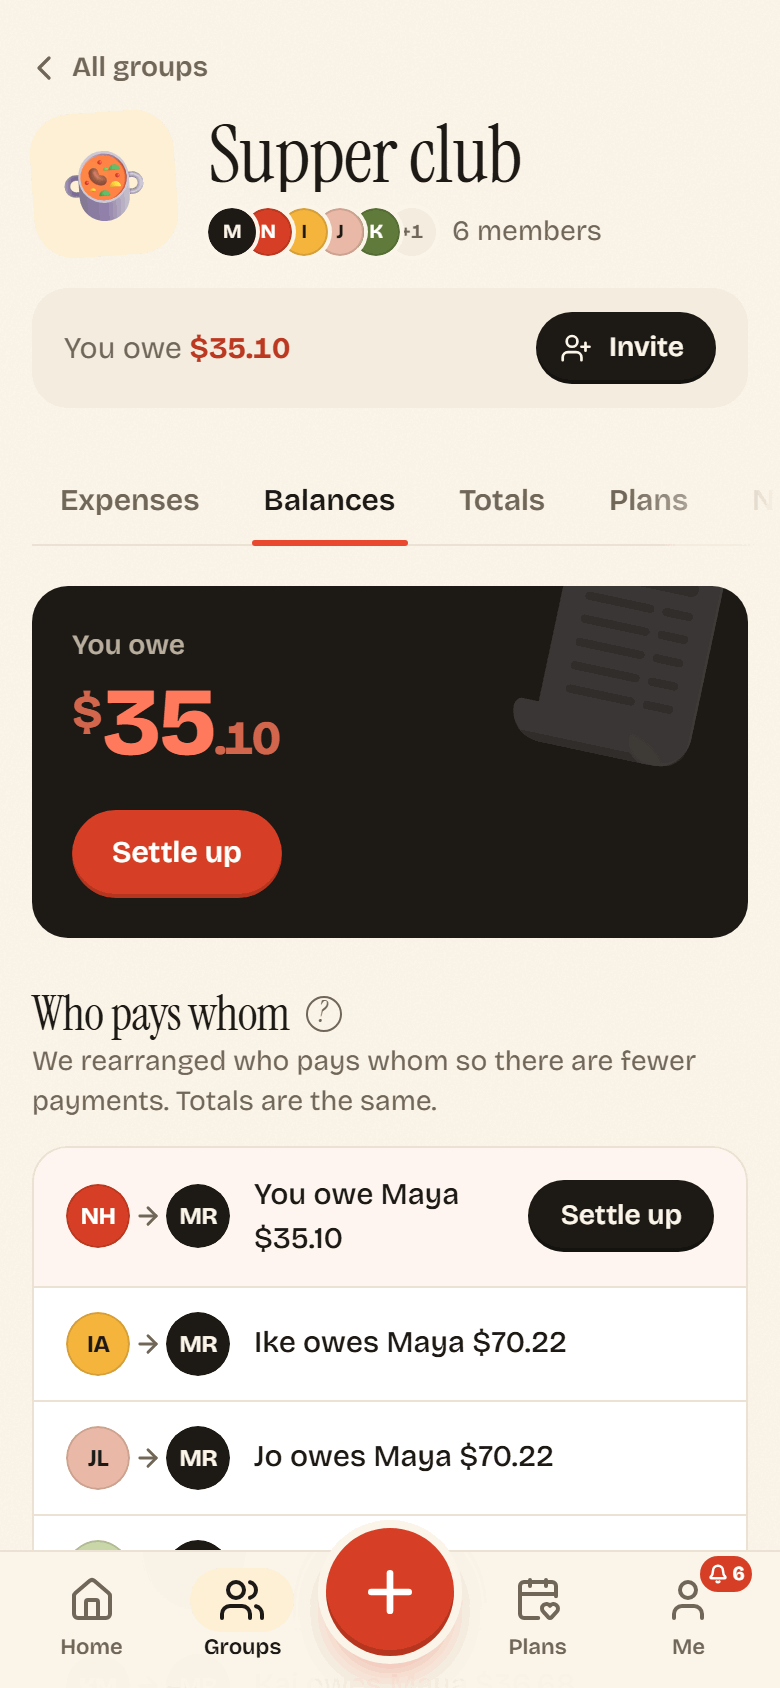 All groups
Supper club
M N I J K +1 6 members
You owe $35.10
Invite
Expenses Balances Totals Plans N
You owe
$35.10
Settle up
Who pays whom ?
We rearranged who pays whom so there are fewer
payments. Totals are the same.
NH → MR You owe Maya
$35.10
Settle up
IA → MR Ike owes Maya $70.22
JL → MR Jo owes Maya $70.22
Home Groups Plans Me 6